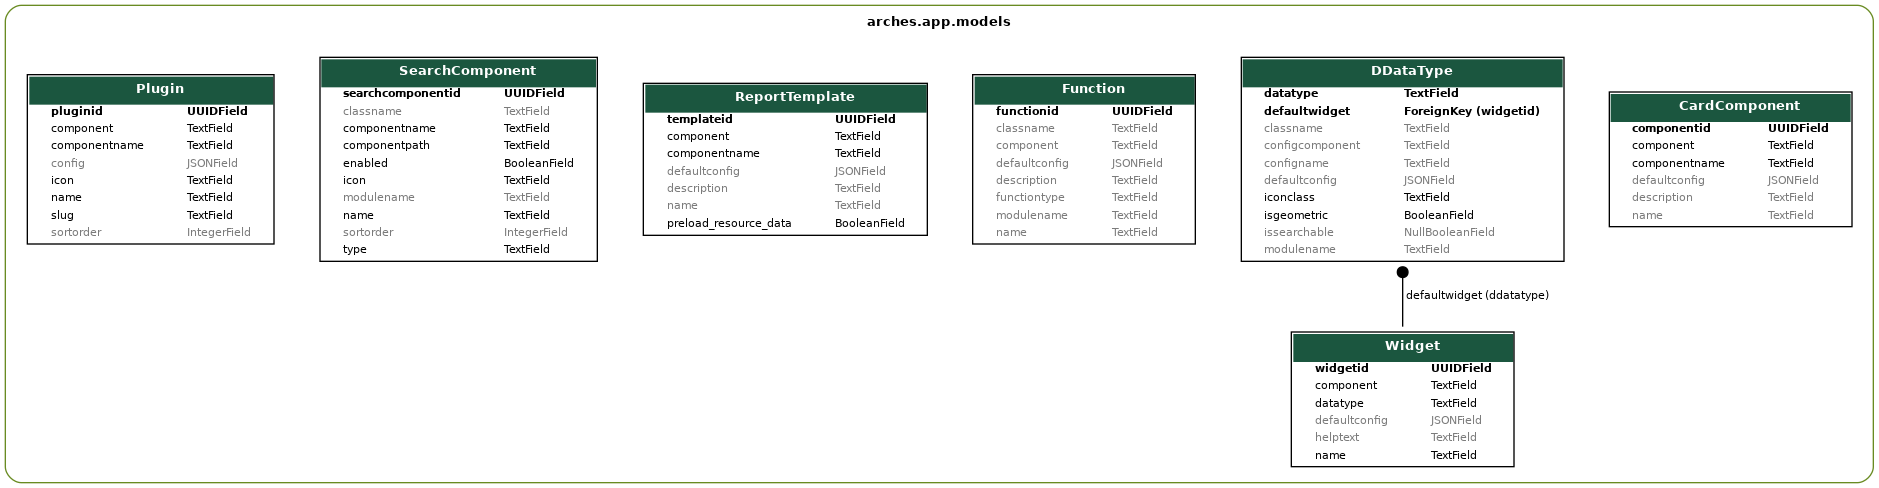 arches.app.models
Plugin
pluginid UUIDField
component TextField
componentname TextField
config JSONField
icon TextField
name TextField
slug TextField
sortorder IntegerField
SearchComponent
searchcomponentid UUIDField
classname TextField
componentname TextField
componentpath TextField
enabled BooleanField
icon TextField
modulename TextField
name TextField
sortorder IntegerField
type TextField
ReportTemplate
templateid UUIDField
component TextField
componentname TextField
defaultconfig JSONField
description TextField
name TextField
preload_resource_data BooleanField
Function
functionid UUIDField
classname TextField
component TextField
defaultconfig JSONField
description TextField
functiontype TextField
modulename TextField
name TextField
DDataType
datatype TextField
defaultwidget ForeignKey (widgetid)
classname TextField
configcomponent TextField
configname TextField
defaultconfig JSONField
iconclass TextField
isgeometric BooleanField
issearchable NullBooleanField
modulename TextField
CardComponent
componentid UUIDField
component TextField
componentname TextField
defaultconfig JSONField
description TextField
name TextField
defaultwidget (ddatatype)
Widget
widgetid UUIDField
component TextField
datatype TextField
defaultconfig JSONField
helptext TextField
name TextField